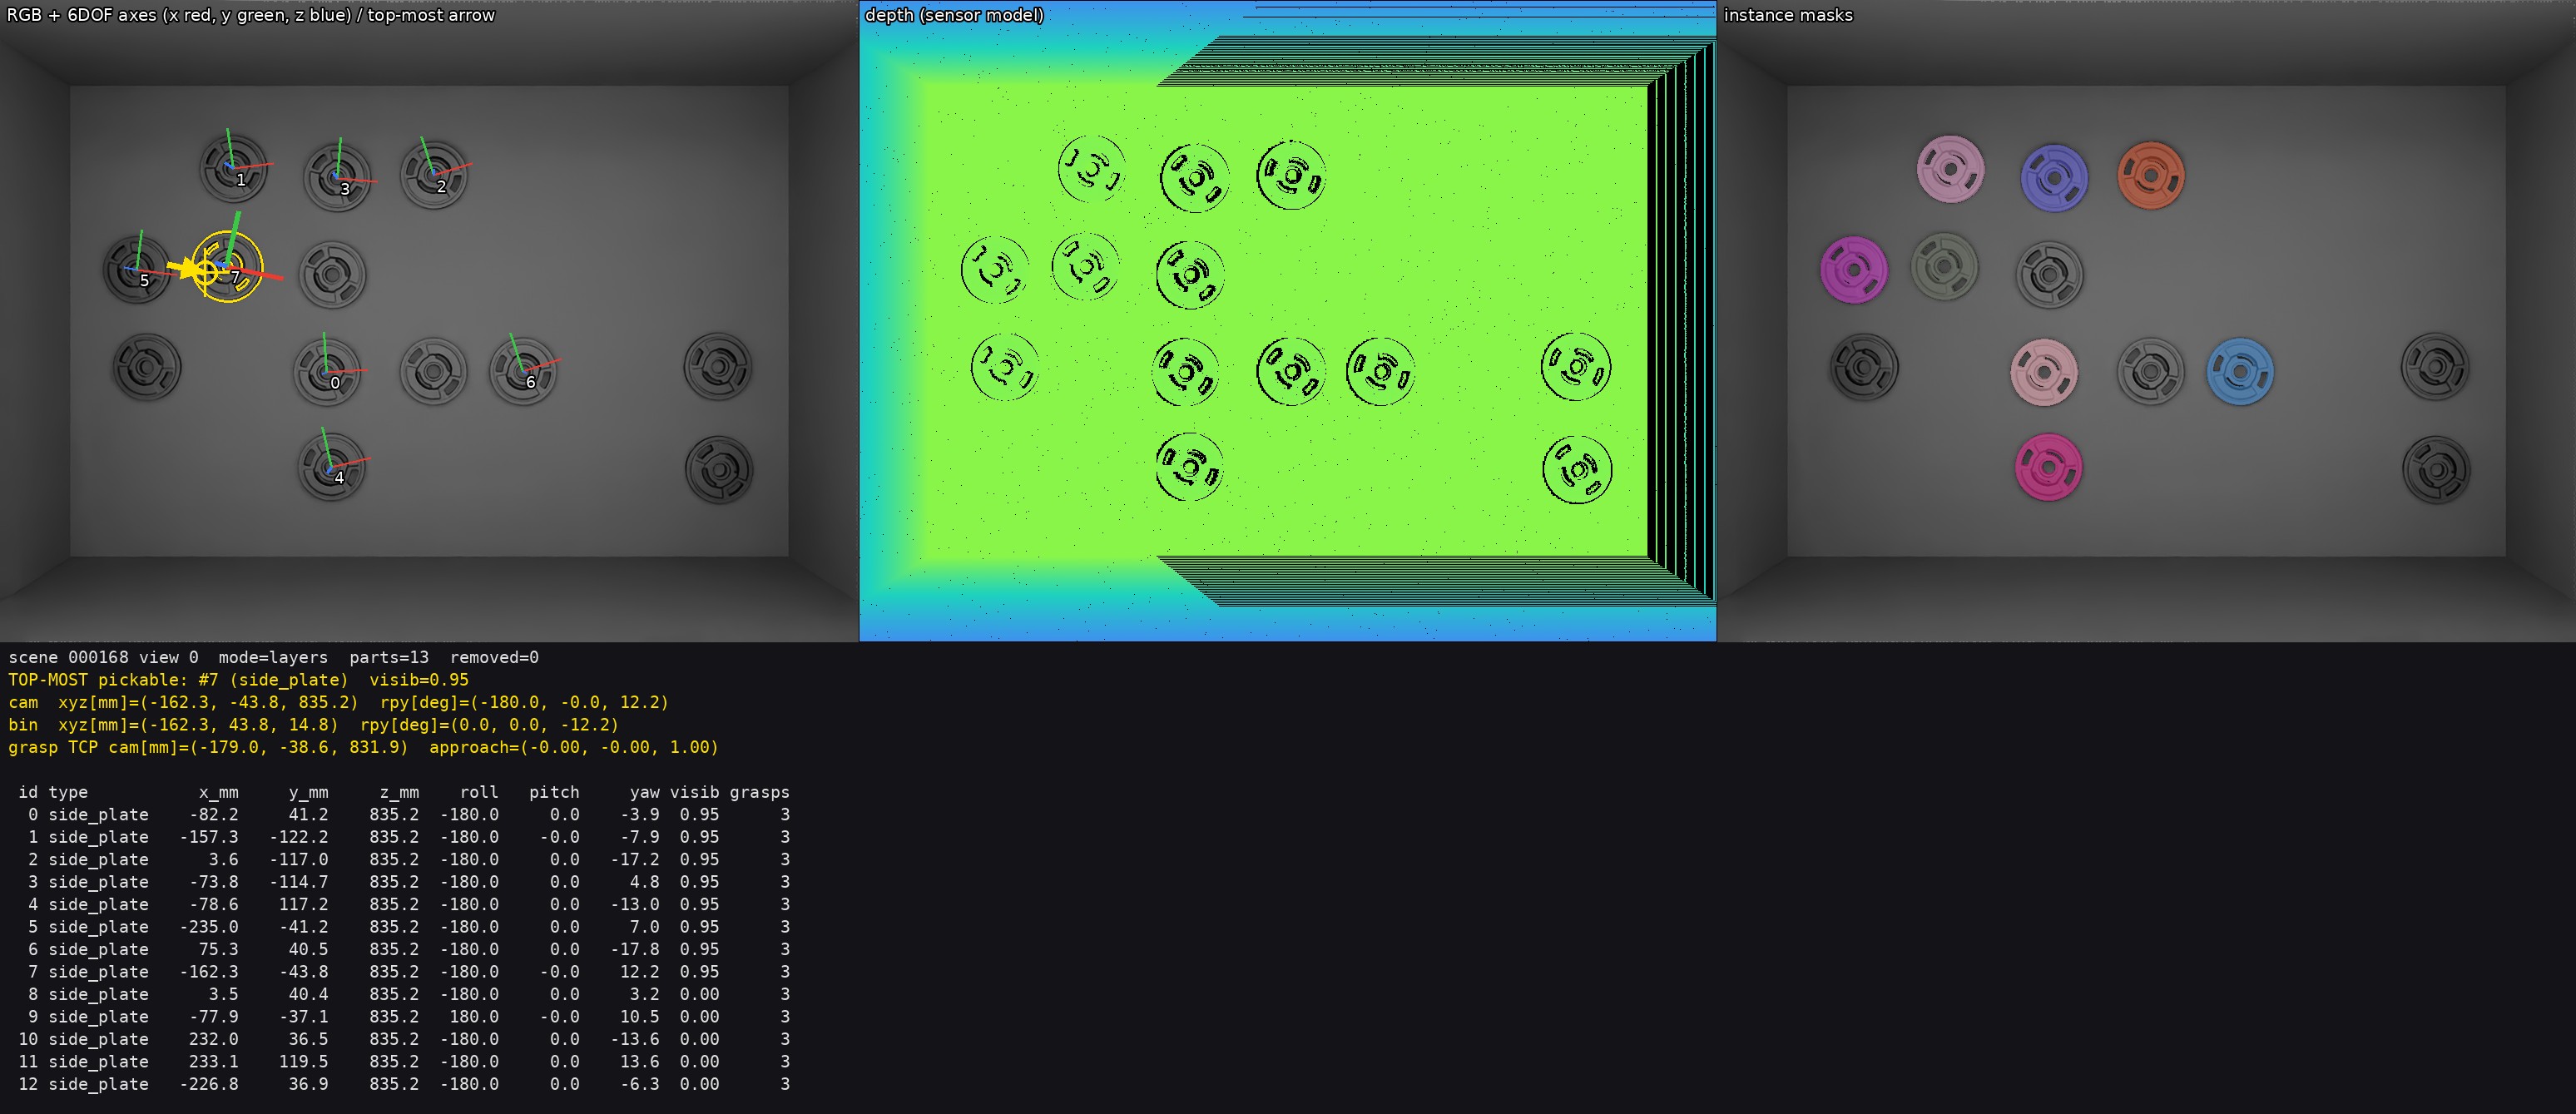 RGB + 6DOF axes (x red, y green, z blue) / top-most arrow
depth (sensor model)
instance masks
1
3
2
5
7
0
6
4
scene 000168 view 0  mode=layers  parts=13  removed=0
TOP-MOST pickable: #7 (side_plate)  visib=0.95
cam  xyz[mm]=(-162.3, -43.8, 835.2)  rpy[deg]=(-180.0, -0.0, 12.2)
bin  xyz[mm]=(-162.3, 43.8, 14.8)  rpy[deg]=(0.0, 0.0, -12.2)
grasp TCP cam[mm]=(-179.0, -38.6, 831.9)  approach=(-0.00, -0.00, 1.00)
id type x_mm y_mm z_mm roll pitch yaw visib grasps
0 side_plate -82.2 41.2 835.2 -180.0 0.0 -3.9 0.95 3
1 side_plate -157.3 -122.2 835.2 -180.0 -0.0 -7.9 0.95 3
2 side_plate 3.6 -117.0 835.2 -180.0 0.0 -17.2 0.95 3
3 side_plate -73.8 -114.7 835.2 -180.0 0.0 4.8 0.95 3
4 side_plate -78.6 117.2 835.2 -180.0 0.0 -13.0 0.95 3
5 side_plate -235.0 -41.2 835.2 -180.0 0.0 7.0 0.95 3
6 side_plate 75.3 40.5 835.2 -180.0 0.0 -17.8 0.95 3
7 side_plate -162.3 -43.8 835.2 -180.0 -0.0 12.2 0.95 3
8 side_plate 3.5 40.4 835.2 -180.0 0.0 3.2 0.00 3
9 side_plate -77.9 -37.1 835.2 180.0 -0.0 10.5 0.00 3
10 side_plate 232.0 36.5 835.2 -180.0 0.0 -13.6 0.00 3
11 side_plate 233.1 119.5 835.2 -180.0 0.0 13.6 0.00 3
12 side_plate -226.8 36.9 835.2 -180.0 0.0 -6.3 0.00 3